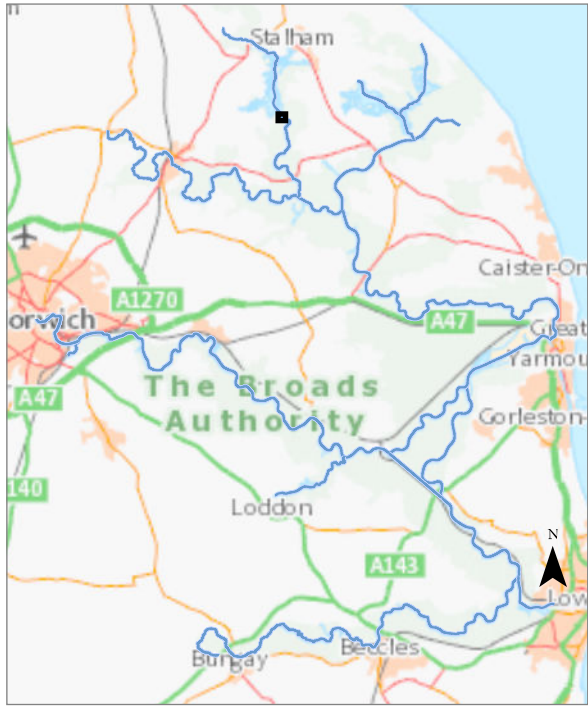 n
Stalham
Caister-On
A1270
orwich
A47
Great
Yarmou
The Broads
Authority
A47
Gorleston-
140
Loddon
N
A143
Low
Beccles
Bungay